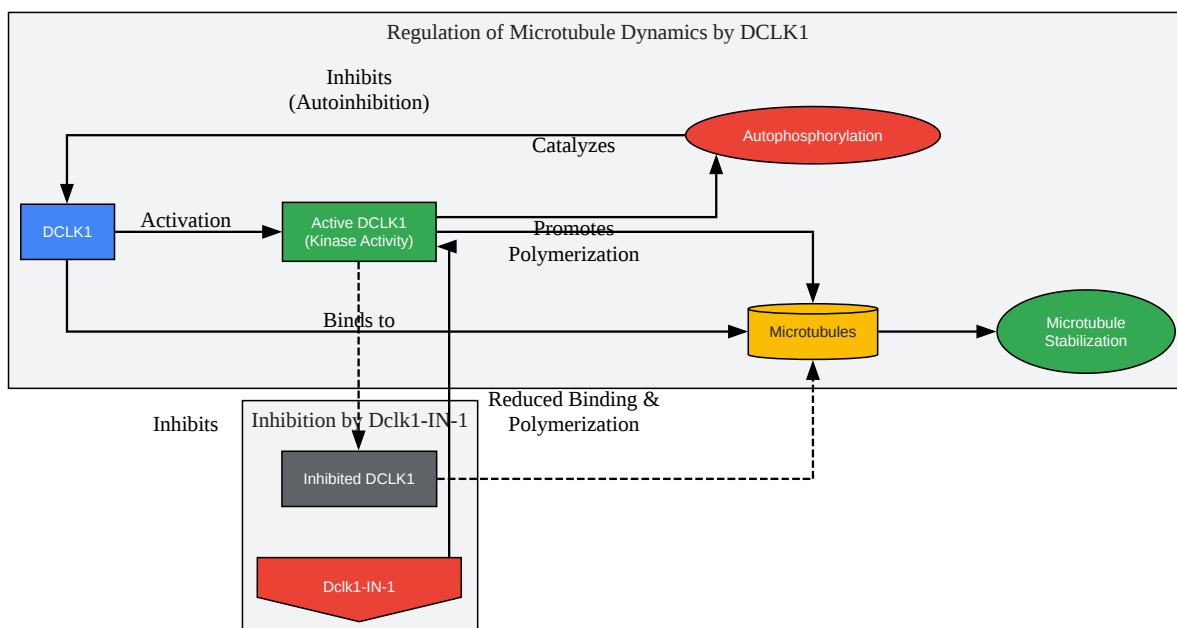 Regulation of Microtubule Dynamics by DCLK1
Inhibits
(Autoinhibition)
Autophosphorylation
Catalyzes
DCLK1
Activation
Active DCLK1
(Kinase Activity)
Promotes
Polymerization
Binds to
Microtubules
Microtubule
Stabilization
Inhibits
Inhibition by Dclk1-IN-1
Reduced Binding &
Polymerization
Inhibited DCLK1
Dclk1-IN-1